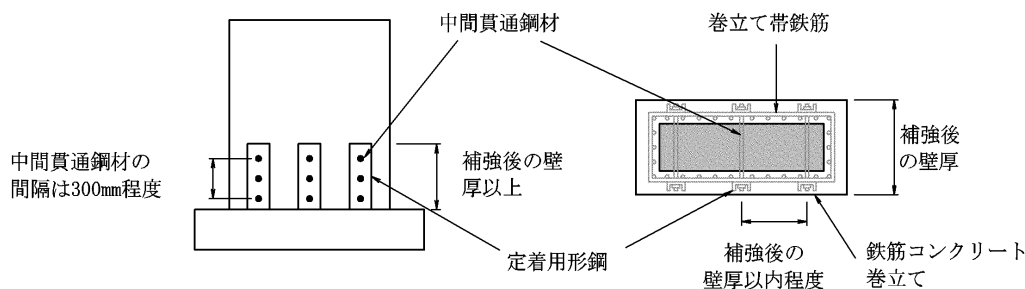 中間貫通鋼材
巻立て帯鉄筋
中間貫通鋼材の
間隔は300mm程度
補強後の壁
厚以上
補強後
の壁厚
定着用形鋼
補強後の
壁厚以内程度
鉄筋コンクリート
巻立て